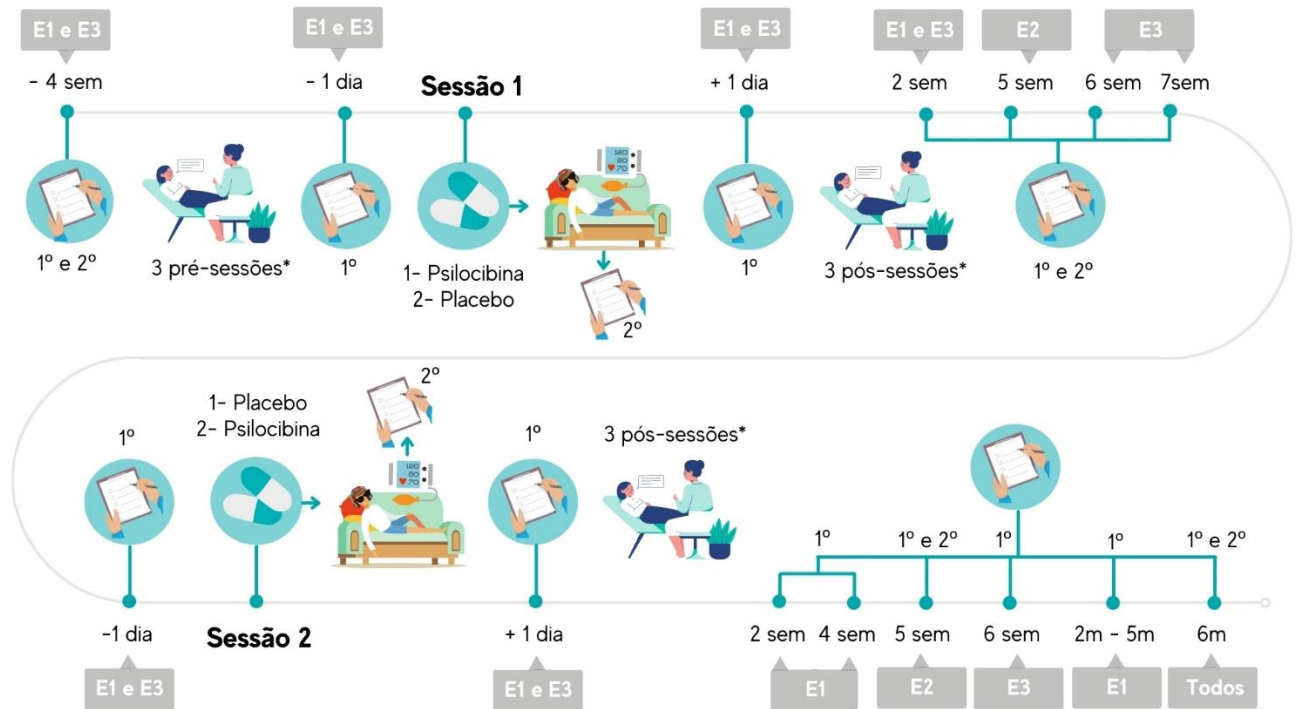 E1 e E3
E1 e E3
E1 e E3
E1 e E3
E2
E3
- 4 sem
- 1 dia
Sessão 1
+ 1 dia
2 sem
5 sem
6 sem
7sem
120
80
70
1º e 2º
3 pré-sessões*
1º
1- Psilocibina
2- Placebo
2º
1º
3 pós-sessões*
1º e 2º
1º
1- Placebo
2- Psilocibina
2º
120
80
70
1º
3 pós-sessões*
1º
1º e 2º
1º
1º
1º e 2º
-1 dia
Sessão 2
+ 1 dia
2 sem
4 sem
5 sem
6 sem
2m - 5m
6m
E1 e E3
E1 e E3
E1
E2
E3
E1
Todos